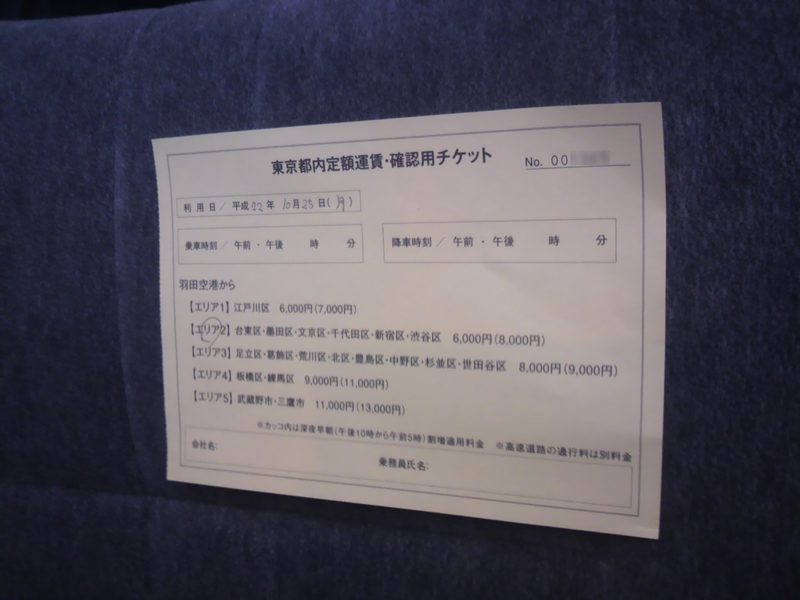 東京都内定額運賃・確認用チケット
No. 00
利用日／平成22年 10月25日(月)
乗車時刻／午前・午後 時 分
降車時刻／午前・午後 時 分
羽田空港から
【エリア1】江戸川区 6,000円(7,000円)
【エリア2】台東区・墨田区・文京区・千代田区・新宿区・渋谷区 6,000円(8,000円)
【エリア3】足立区・葛飾区・荒川区・北区・豊島区・中野区・杉並区・世田谷区 8,000円(9,000円)
【エリア4】板橋区・練馬区 9,000円(11,000円)
【エリア5】武蔵野市・三鷹市 11,000円(13,000円)
※カッコ内は深夜早朝(午後10時から午前5時)割増適用料金 ※高速道路の通行料は別料金
会社名:
乗務員氏名: